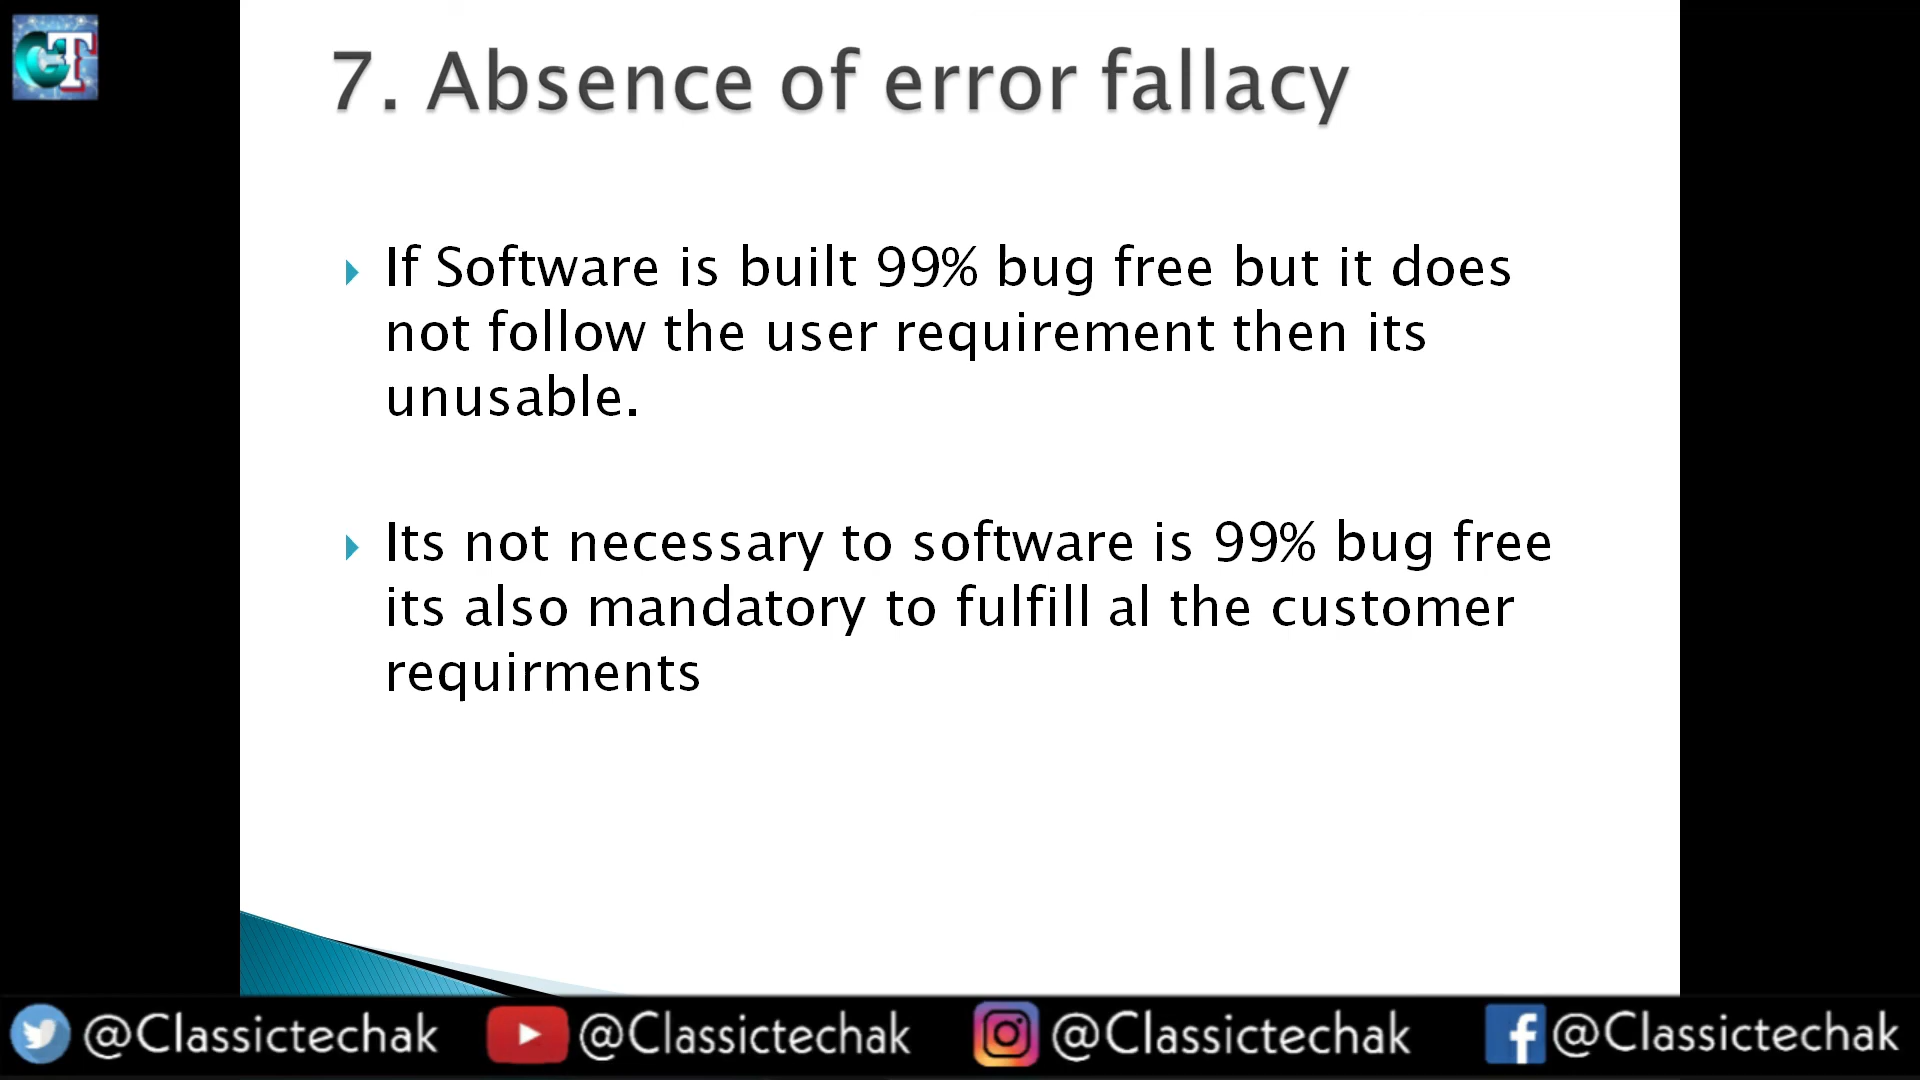 GT
7. Absence of error fallacy
If Software is built 99% bug free but it does
not follow the user requirement then its
unusable.
Its not necessary to software is 99% bug free
its also mandatory to fulfill al the customer
requirments
@Classictechak @Classictechak @Classictechak @Classictechak